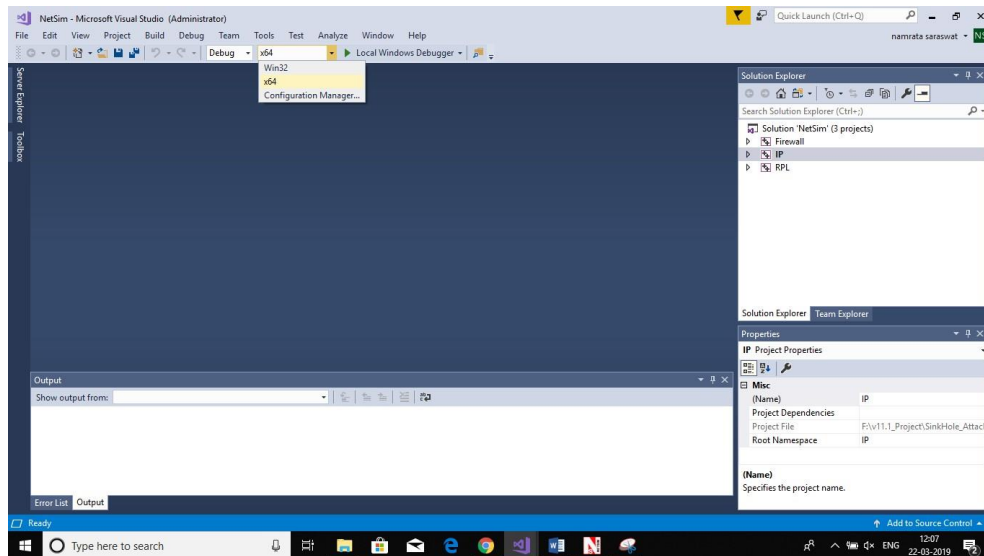 NetSim - Microsoft Visual Studio (Administrator)
Quick Launch (Ctrl+Q)
File Edit View Project Build Debug Team Tools Test Analyze Window Help
namrata saraswat
NS
Debug x64 Local Windows Debugger
Win32
x64
Configuration Manager...
Server Explorer
Toolbox
Solution Explorer
Search Solution Explorer (Ctrl+;)
Solution 'NetSim' (3 projects)
Firewall
IP
RPL
Solution Explorer Team Explorer
Properties
IP Project Properties
Misc
(Name) IP
Project Dependencies
Project File F:\v11.1_Project\SinkHole_Attac
Root Namespace IP
(Name)
Specifies the project name.
Output
Show output from:
Error List Output
Ready
Add to Source Control
Type here to search
ENG
12:07
22-03-2019